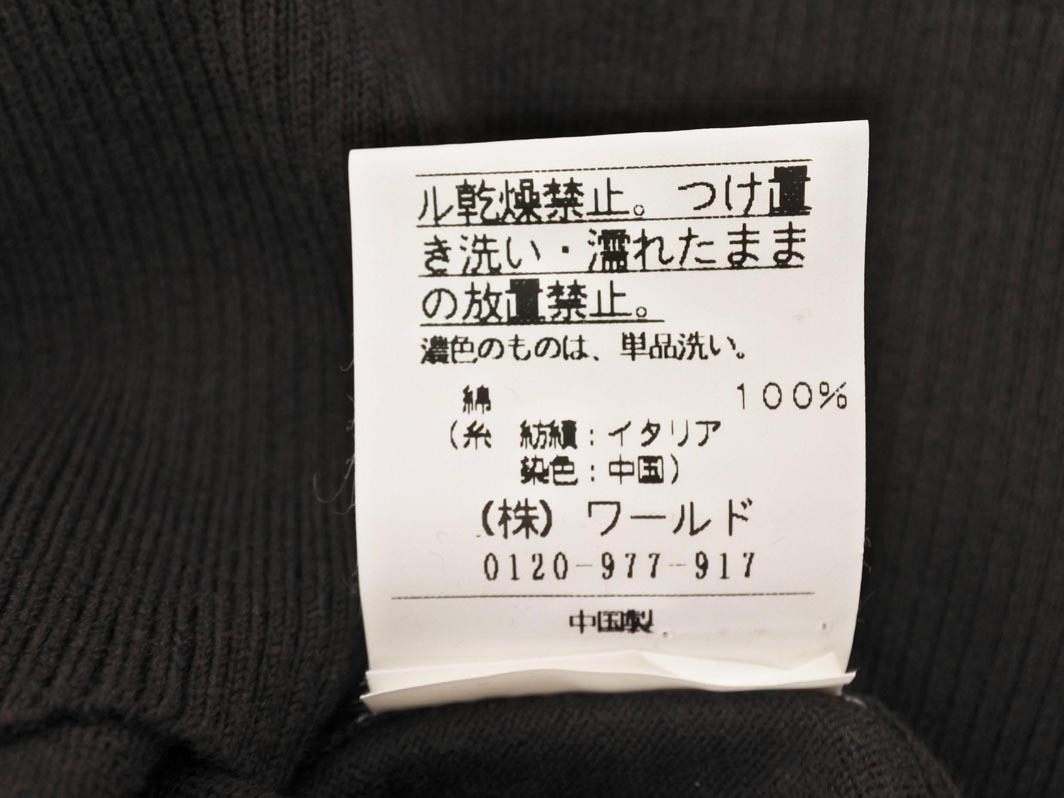 ル乾燥禁止。つけ置
き洗い・濡れたまま
の放置禁止。
濃色のものは、単品洗い。
綿 100%
(糸 紡績:イタリア
染色:中国)
(株)ワールド
0120-977-917
中国製